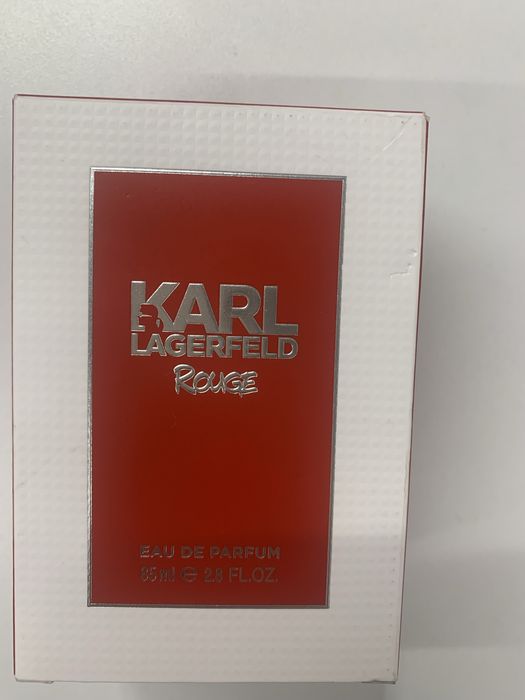 KARL
LAGERFELD
ROUGE
EAU DE PARFUM
85 ml ℮ 2.8 FL.OZ.